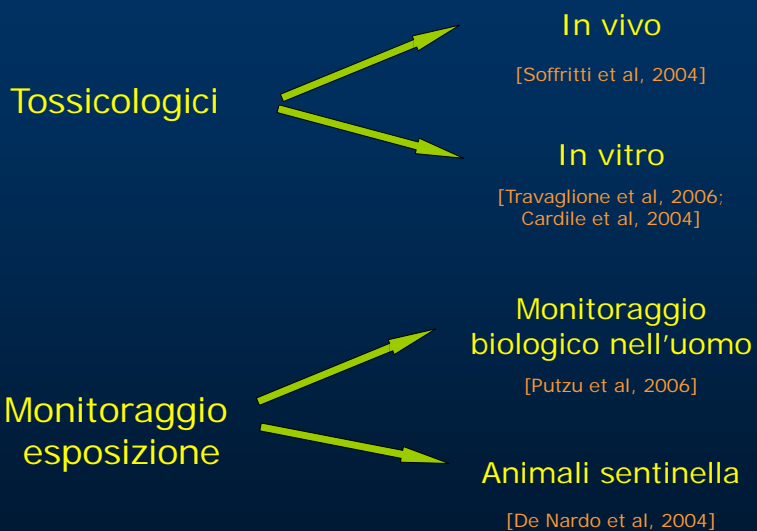 Tossicologici
In vivo
[Soffritti et al, 2004]
In vitro
[Travaglione et al, 2006;
Cardile et al, 2004]
Monitoraggio
esposizione
Monitoraggio
biologico nell'uomo
[Putzu et al, 2006]
Animali sentinella
[De Nardo et al, 2004]